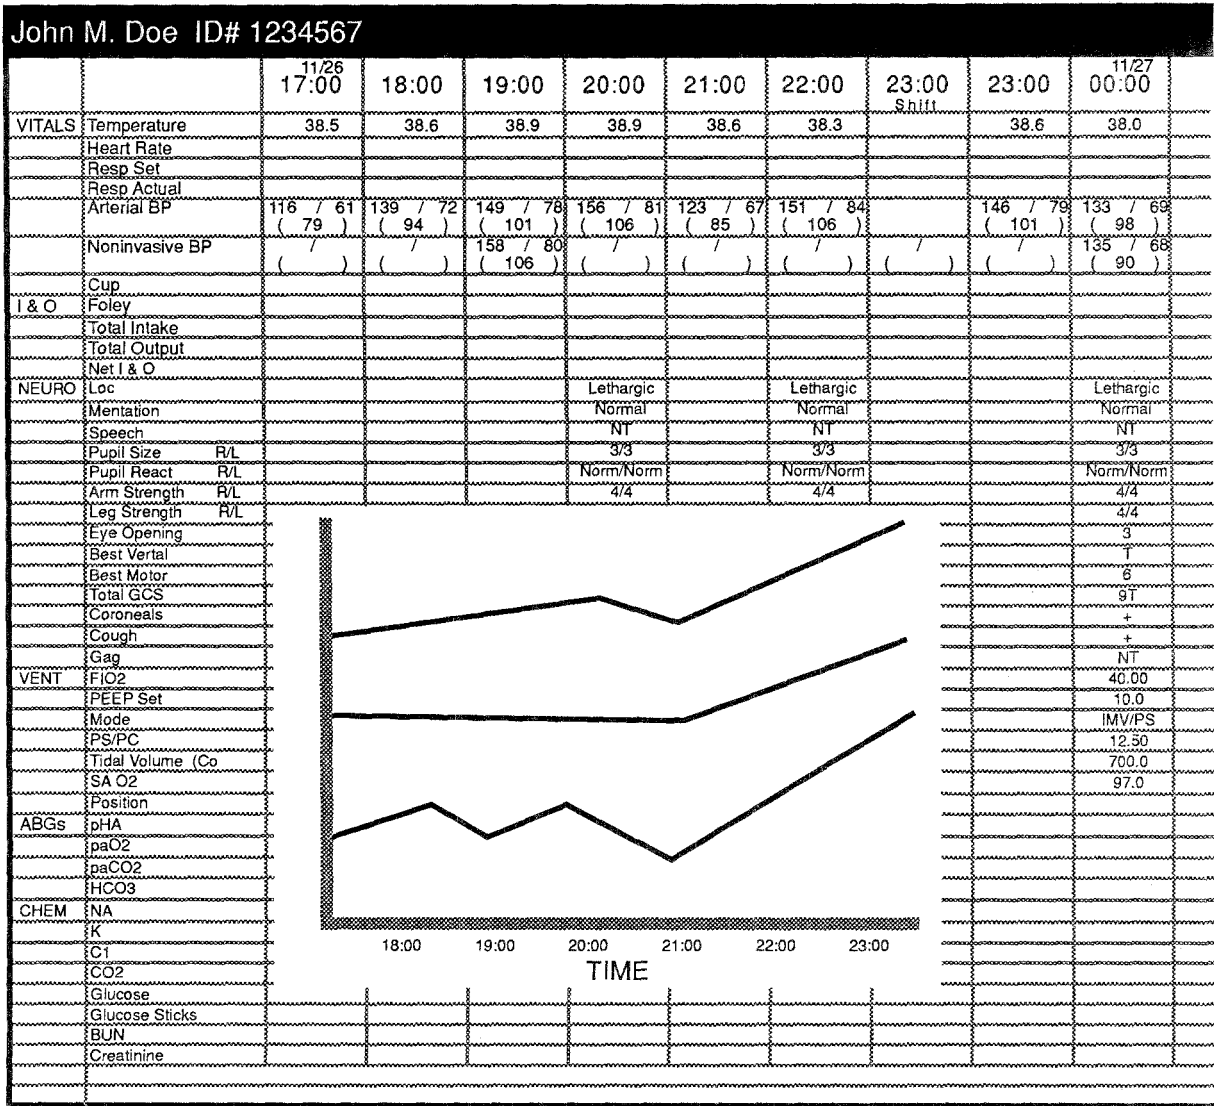 John M. Doe ID# 1234567
11/26 11/27
17:00 18:00 19:00 20:00 21:00 22:00 23:00 23:00 00:00
Shift
VITALS Temperature 38.5 38.6 38.9 38.9 38.6 38.3 38.6 38.0
Heart Rate
Resp Set
Resp Actual
Arterial BP 116 / 61 139 / 72 149 / 78 156 / 81 123 / 67 151 / 84 146 / 79 133 / 69
( 79 ) ( 94 ) ( 101 ) ( 106 ) ( 85 ) ( 106 ) ( 101 ) ( 98 )
Noninvasive BP / / 158 / 80 / / / / / 135 / 68
( ) ( ) ( 106 ) ( ) ( ) ( ) ( ) ( ) ( 90 )
Cup
I & O Foley
Total Intake
Total Output
Net I & O
NEURO Loc Lethargic Lethargic Lethargic
Mentation Normal Normal Normal
Speech NT NT NT
Pupil Size R/L 3/3 3/3 3/3
Pupil React R/L Norm/Norm Norm/Norm Norm/Norm
Arm Strength R/L 4/4 4/4 4/4
Leg Strength R/L 4/4
Eye Opening 3
Best Vertal T
Best Motor 6
Total GCS 9T
Coroneals +
Cough +
Gag NT
VENT FIO2 40.00
PEEP Set 10.0
Mode IMV/PS
PS/PC 12.50
Tidal Volume (Co 700.0
SA O2 97.0
Position
ABGs pHA
paO2
paCO2
HCO3
CHEM NA
K
C1
CO2
Glucose
Glucose Sticks
BUN
Creatinine
18:00 19:00 20:00 21:00 22:00 23:00
TIME